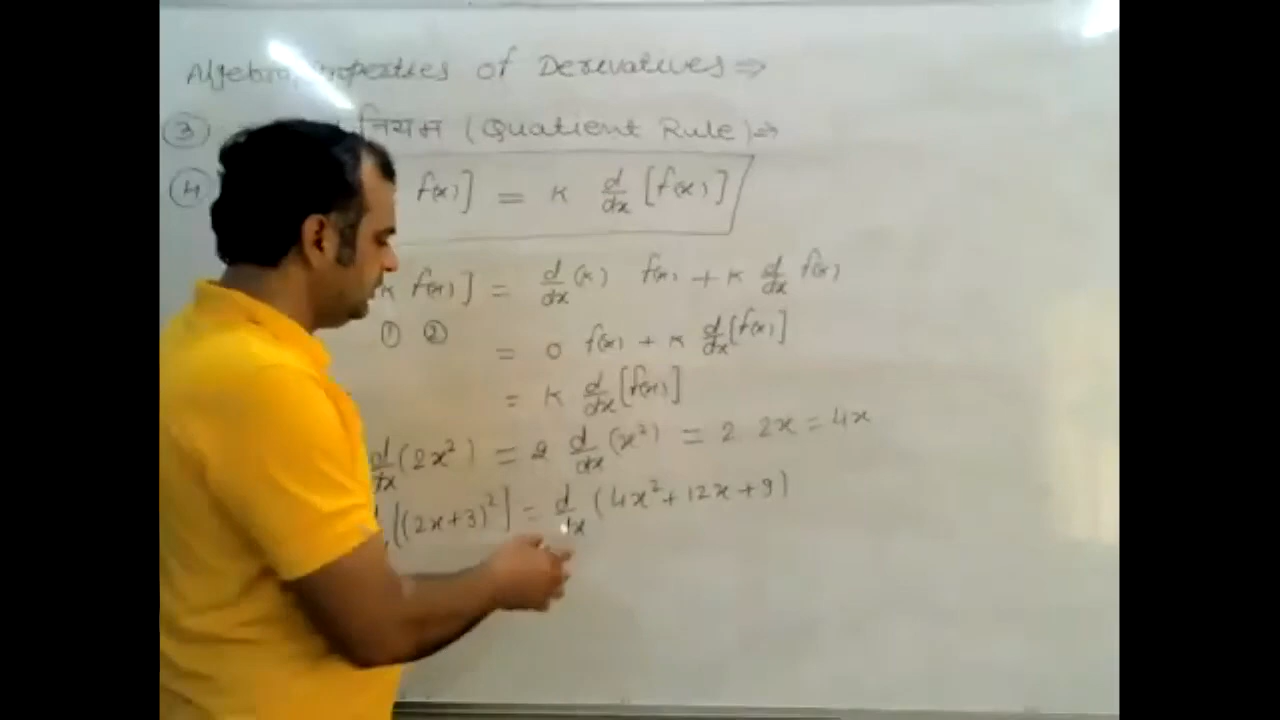 Algebra Properties of Derivatives ⇒
③ नियम (Quatient Rule) ⇒
④ f(x)] = K d/dx [f(x)]
K f(x)] = d/dx (K) f(x) + K d/dx f(x)
① ②
= 0 f(x) + K d/dx [f(x)]
= K d/dx [f(x)]
d/dx (2x²) = 2 d/dx (x²) = 2 2x = 4x
[(2x+3)²] = d/dx (4x² + 12x + 9)